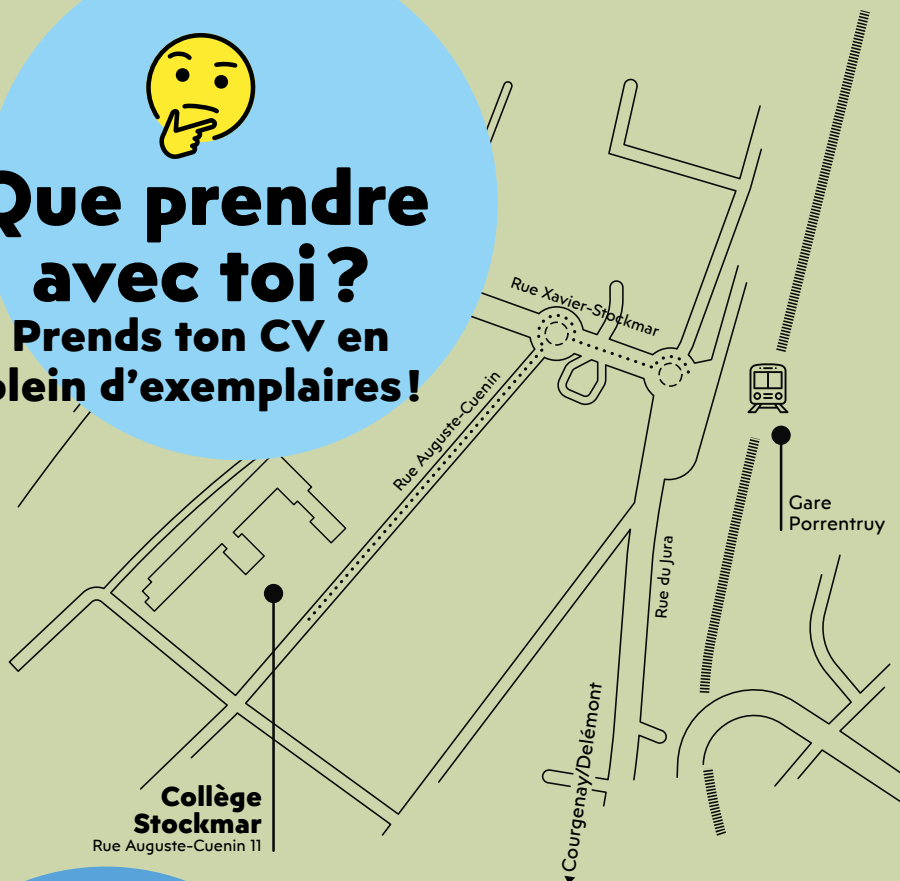 Que prendre
avec toi ?
Prends ton CV en
plein d’exemplaires !
Rue Xavier-Stockmar
Rue Auguste-Cuenin
Gare
Porrentruy
Rue du Jura
Courgenay/Delémont
Collège
Stockmar
Rue Auguste-Cuenin 11